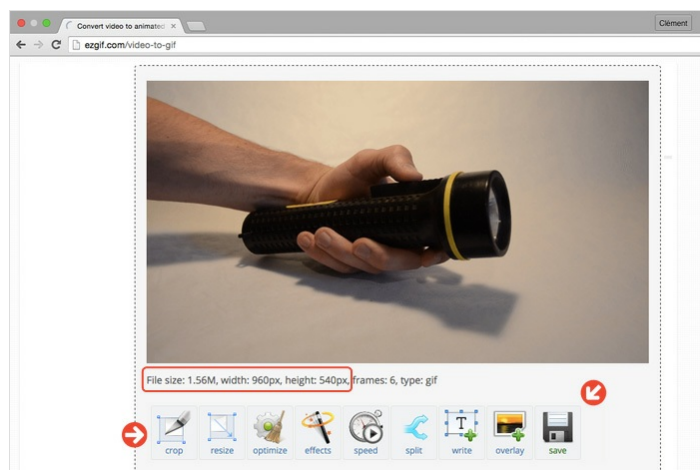 Convert video to animated
Clément
ezgif.com/video-to-gif
File size: 1.56M, width: 960px, height: 540px, frames: 6, type: gif
crop resize optimize effects speed split write overlay save
T